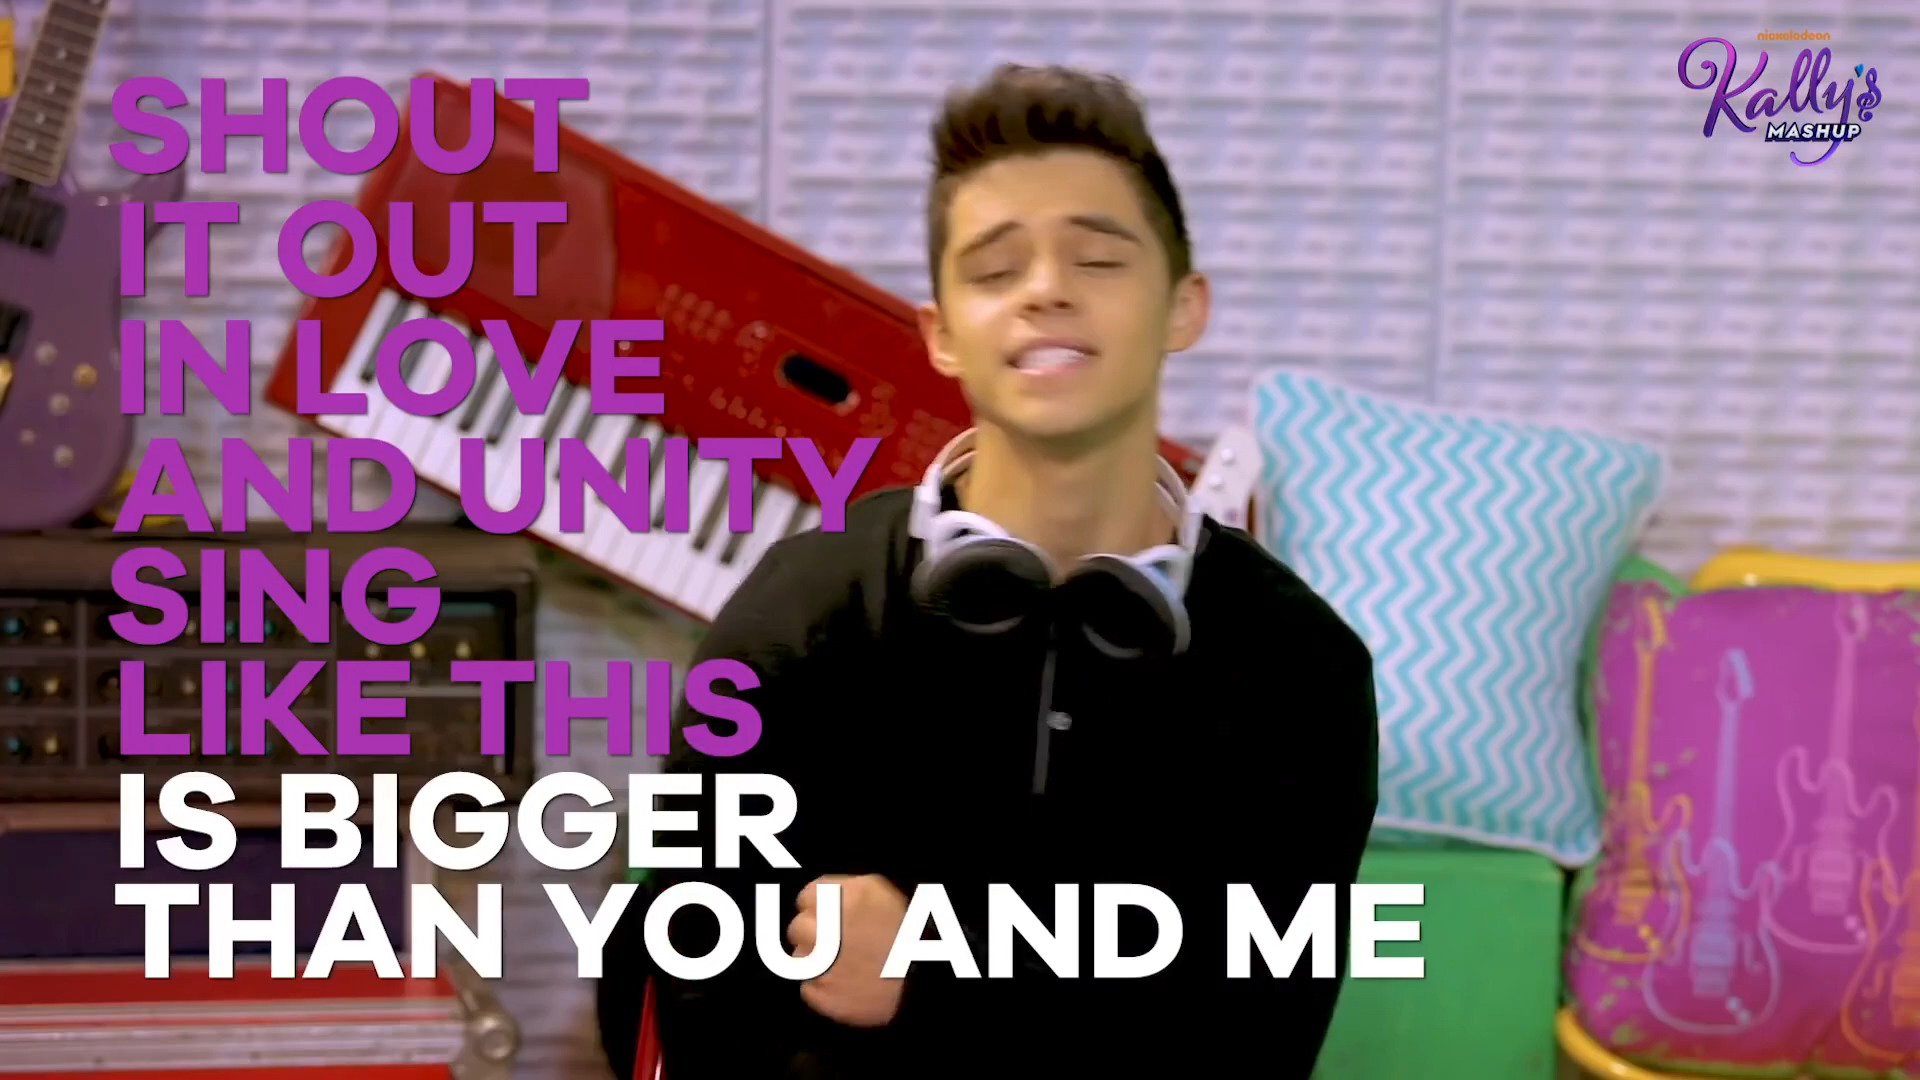 nickelodeon
Kally's
MASHUP
SHOUT
IT OUT
IN LOVE
AND UNITY
SING
LIKE THIS
IS BIGGER
THAN YOU AND ME